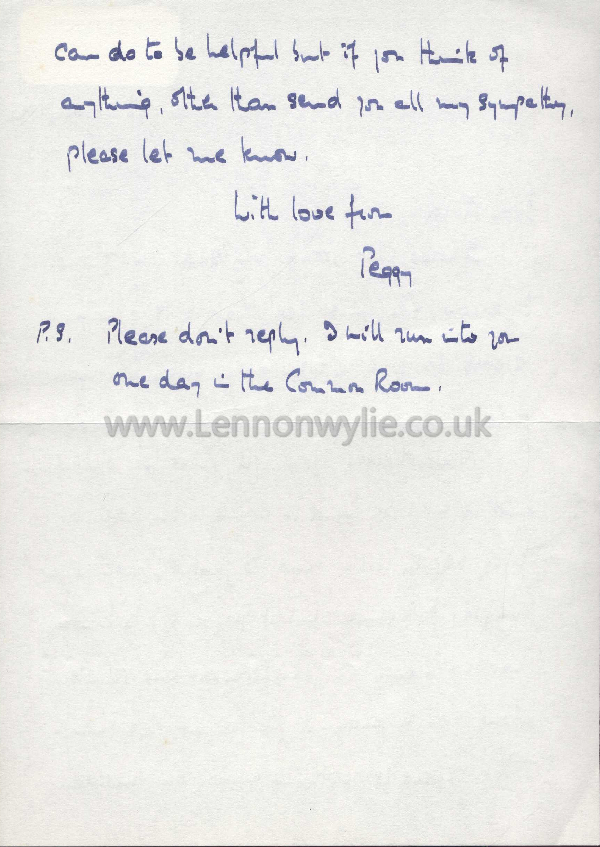 can do to be helpful but if you think of
anything, other than send you all my sympathy,
please let me know.
With love from
Peggy
P.S. Please don't reply. I will run into you
one day in the Common Room.
www.Lennonwylie.co.uk